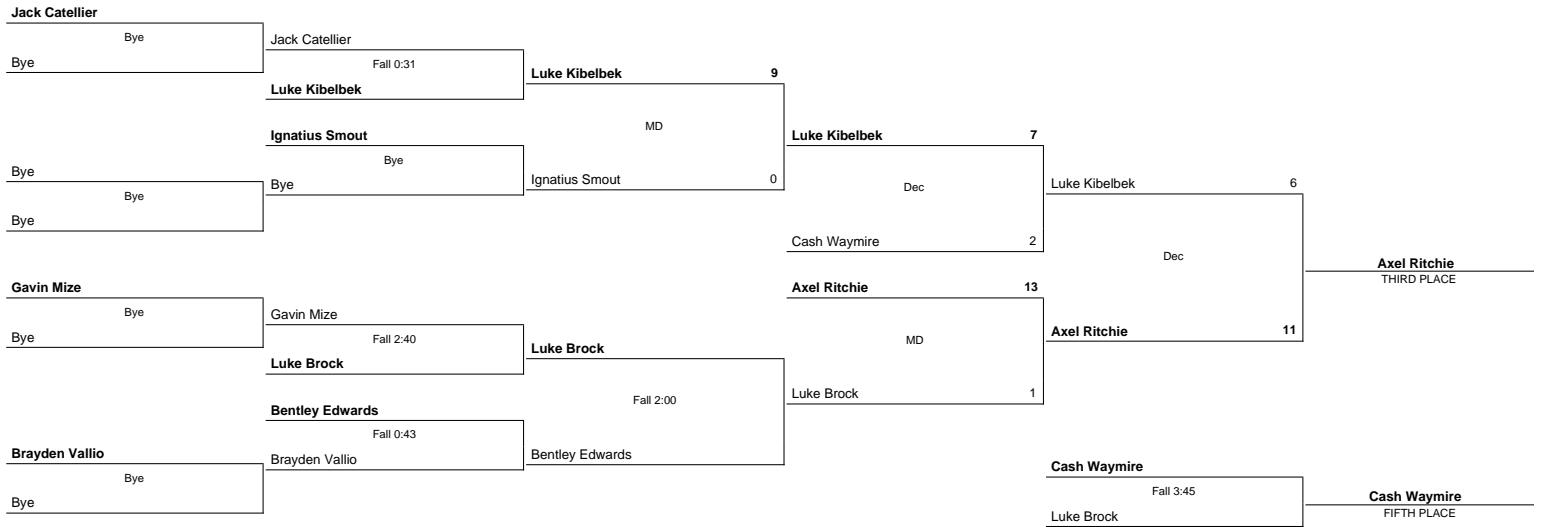 Jack Catellier
Bye
Bye
Jack Catellier
Fall 0:31
Luke Kibelbek
Luke Kibelbek 9
MD
Ignatius Smout
Bye
Bye
Ignatius Smout 0
Bye
Bye
Bye
Luke Kibelbek 7
Dec
Cash Waymire 2
Luke Kibelbek 6
Dec
Axel Ritchie 11
Axel Ritchie
THIRD PLACE
Gavin Mize
Bye
Bye
Gavin Mize
Fall 2:40
Luke Brock
Luke Brock
Fall 2:00
Bentley Edwards
Fall 0:43
Brayden Vallio
Bentley Edwards
Brayden Vallio
Bye
Bye
Axel Ritchie 13
MD
Luke Brock 1
Cash Waymire
Fall 3:45
Luke Brock
Cash Waymire
FIFTH PLACE